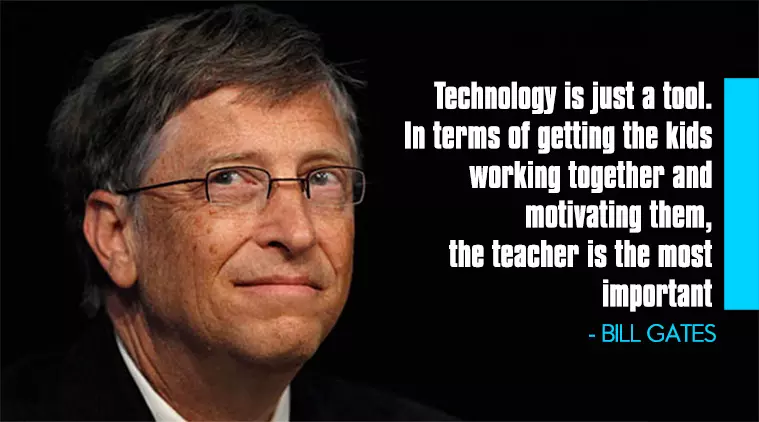 Technology is just a tool.
In terms of getting the kids
working together and
motivating them,
the teacher is the most
important
- BILL GATES